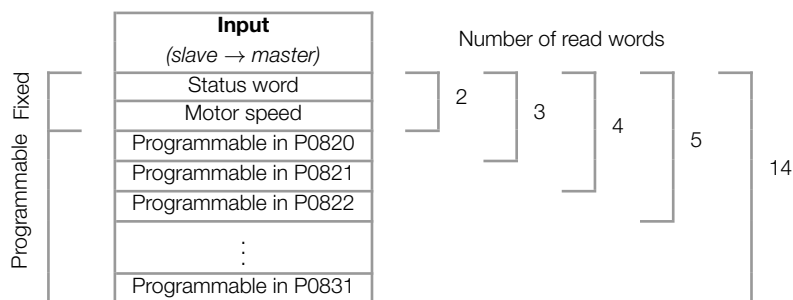 Input
(slave → master)
Number of read words
Fixed
Programmable
Status word
Motor speed
Programmable in P0820
Programmable in P0821
Programmable in P0822
⋮
Programmable in P0831
2
3
4
5
14